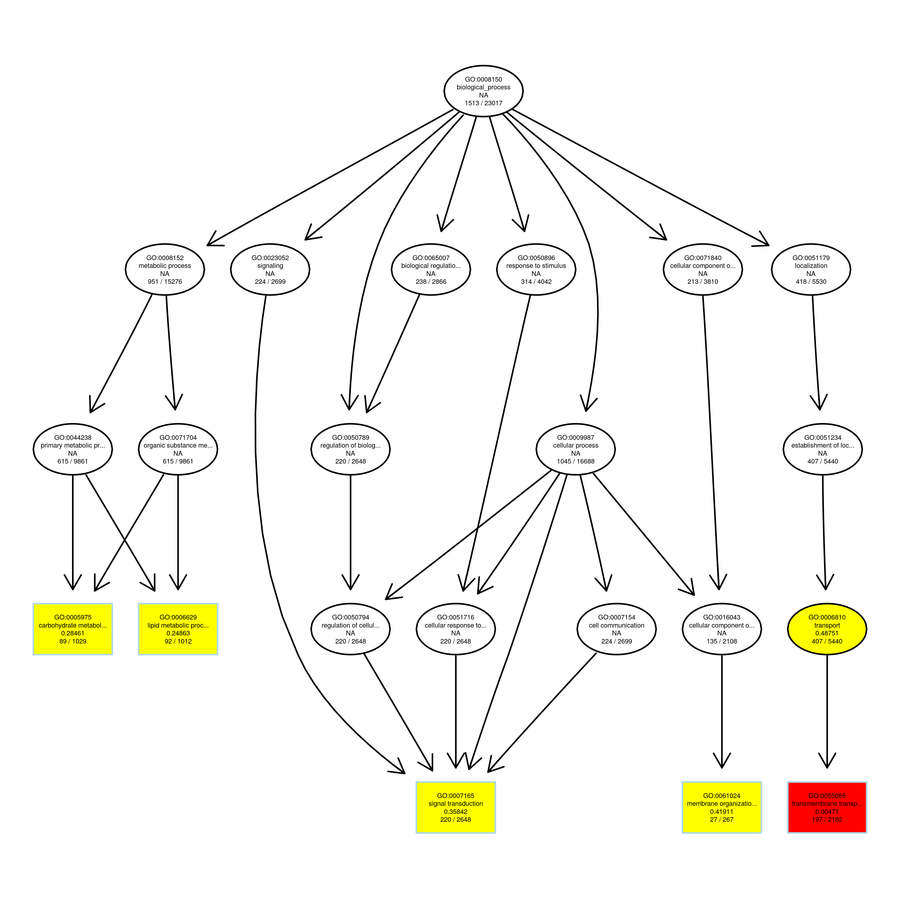 GO:0008150
biological_process
NA
1513 / 23017
GO:0008152
metabolic process
NA
951 / 15276
GO:0023052
signaling
NA
224 / 2699
GO:0065007
biological regulatio...
NA
238 / 2866
GO:0050896
response to stimulus
NA
314 / 4042
GO:0071840
cellular component o...
NA
213 / 3810
GO:0051179
localization
NA
418 / 5530
GO:0044238
primary metabolic pr...
NA
615 / 9861
GO:0071704
organic substance me...
NA
615 / 9861
GO:0050789
regulation of biolog...
NA
220 / 2648
GO:0009987
cellular process
NA
1045 / 16688
GO:0051234
establishment of loc...
NA
407 / 5440
GO:0005975
carbohydrate metabol...
0.28461
89 / 1029
GO:0006629
lipid metabolic proc...
0.24863
92 / 1012
GO:0050794
regulation of cellul...
NA
220 / 2648
GO:0051716
cellular response to...
NA
220 / 2648
GO:0007154
cell communication
NA
224 / 2699
GO:0016043
cellular component o...
NA
135 / 2108
GO:0006810
transport
0.48751
407 / 5440
GO:0007165
signal transduction
0.35842
220 / 2648
GO:0061024
membrane organizatio...
0.41911
27 / 267
GO:0055085
transmembrane transp...
0.00471
197 /